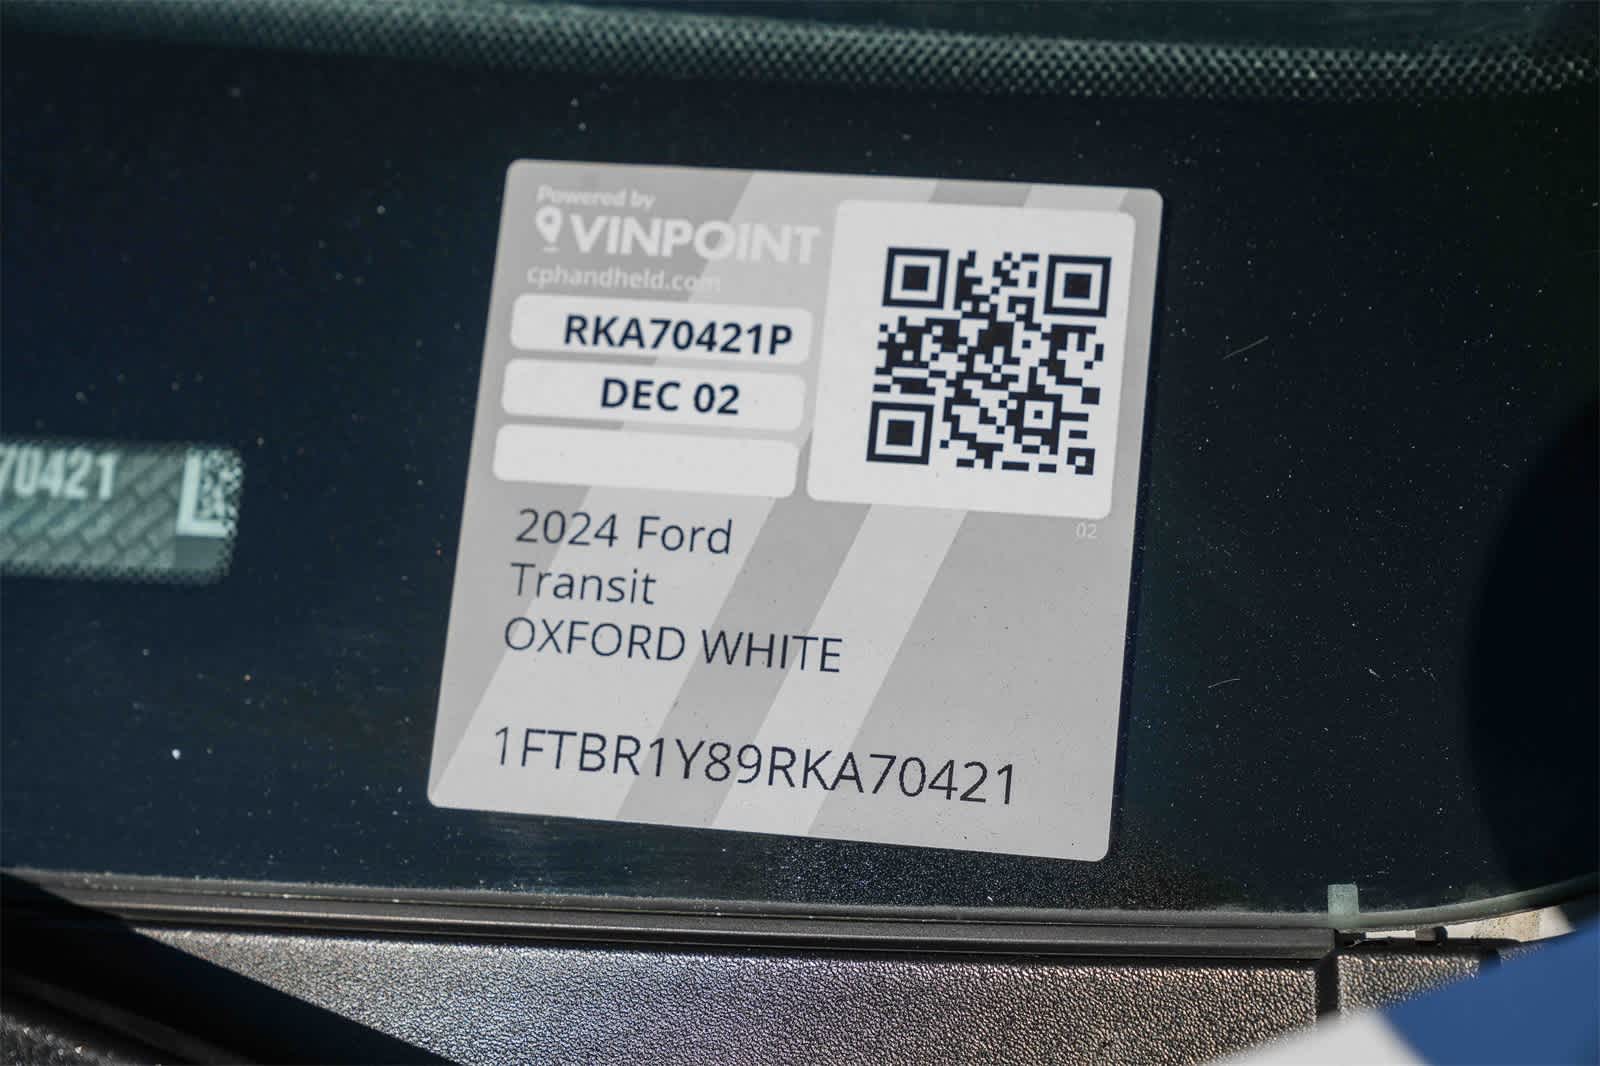 Powered by
VINPOINT
cphandheld.com
RKA70421P
DEC 02
02
2024 Ford
Transit
OXFORD WHITE
1FTBR1Y89RKA70421
70421